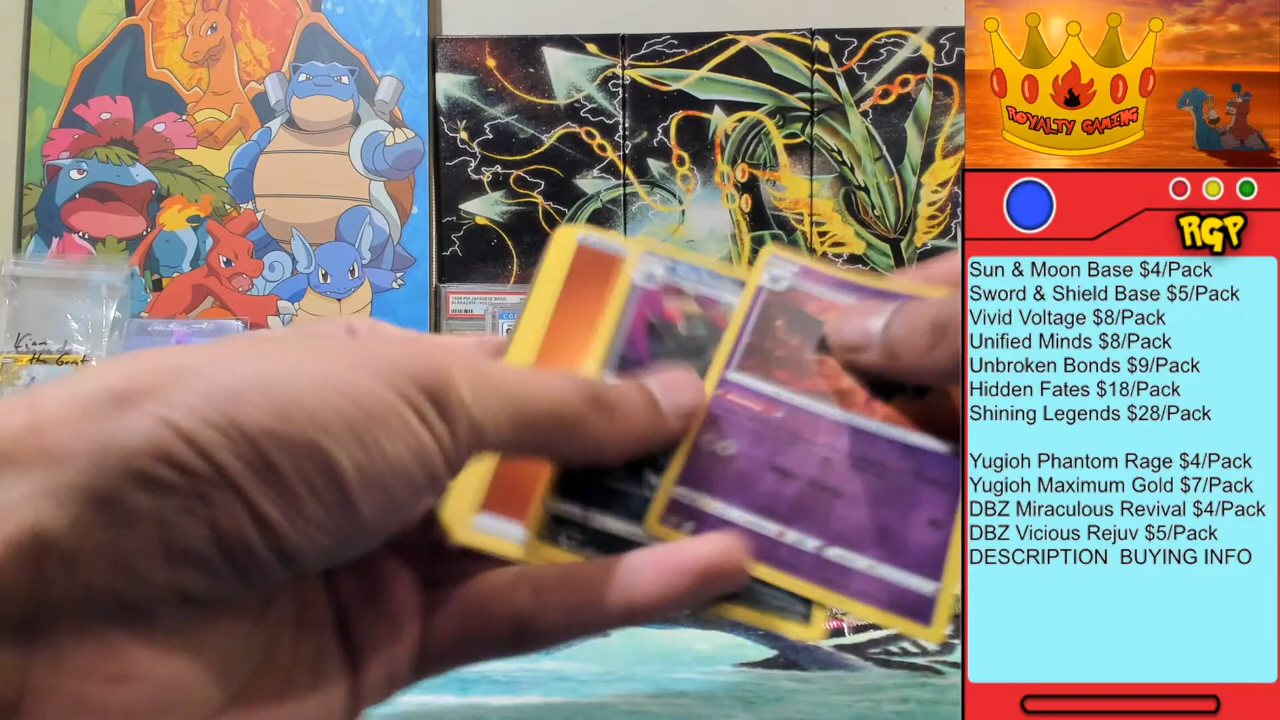 ROYALTY GAMING
RGP
Sun & Moon Base $4/Pack
Sword & Shield Base $5/Pack
Vivid Voltage $8/Pack
Unified Minds $8/Pack
Unbroken Bonds $9/Pack
Hidden Fates $18/Pack
Shining Legends $28/Pack
Yugioh Phantom Rage $4/Pack
Yugioh Maximum Gold $7/Pack
DBZ Miraculous Revival $4/Pack
DBZ Vicious Rejuv $5/Pack
DESCRIPTION BUYING INFO